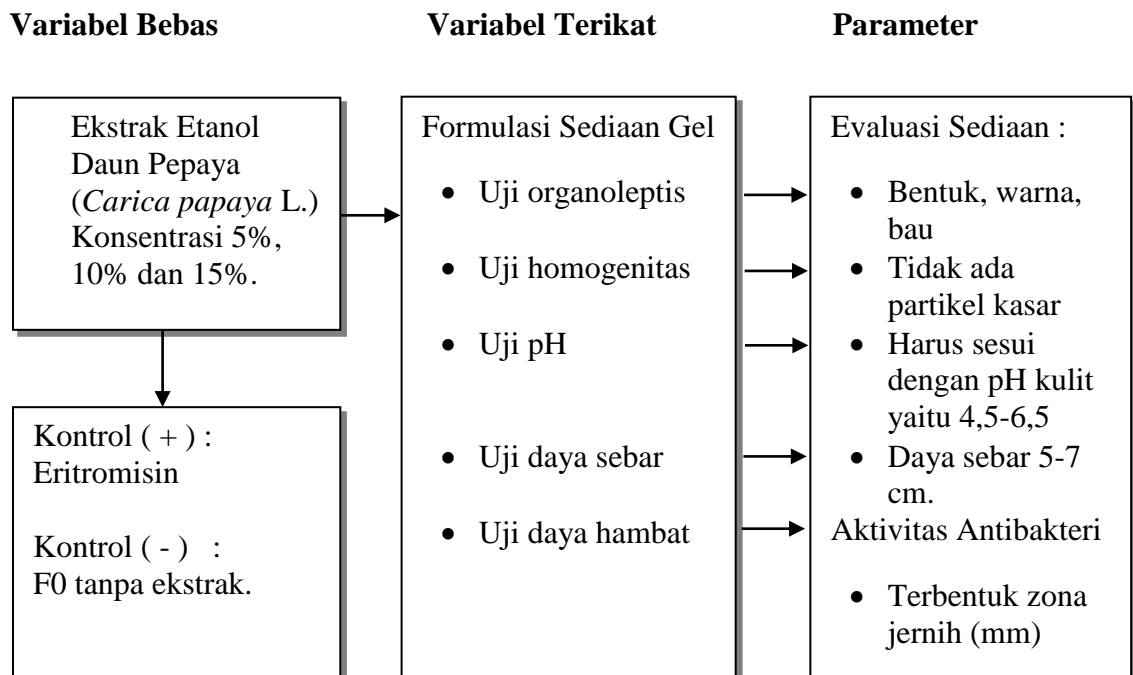 Variabel Bebas
Variabel Terikat
Parameter
Ekstrak Etanol
Daun Pepaya
(Carica papaya L.)
Konsentrasi 5%,
10% dan 15%.
Kontrol ( + ) :
Eritromisin
Kontrol ( - ) :
F0 tanpa ekstrak.
Formulasi Sediaan Gel
• Uji organoleptis
• Uji homogenitas
• Uji pH
• Uji daya sebar
• Uji daya hambat
Evaluasi Sediaan :
• Bentuk, warna,
bau
• Tidak ada
partikel kasar
• Harus sesui
dengan pH kulit
yaitu 4,5-6,5
• Daya sebar 5-7
cm.
Aktivitas Antibakteri
• Terbentuk zona
jernih (mm)